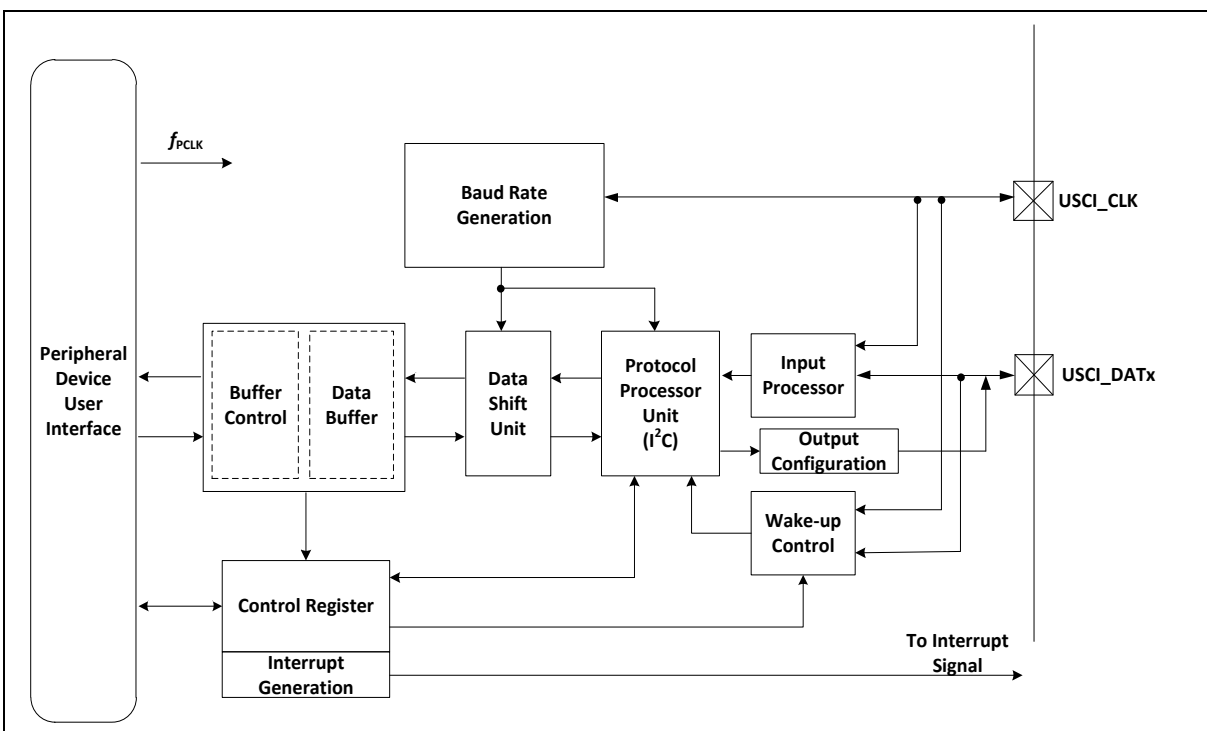 fPCLK
Baud Rate
Generation
USCI_CLK
Peripheral
Device
User
Interface
Buffer
Control
Data
Buffer
Data
Shift
Unit
Protocol
Processor
Unit
(I²C)
Input
Processor
USCI_DATx
Output
Configuration
Wake-up
Control
Control Register
Interrupt
Generation
To Interrupt
Signal